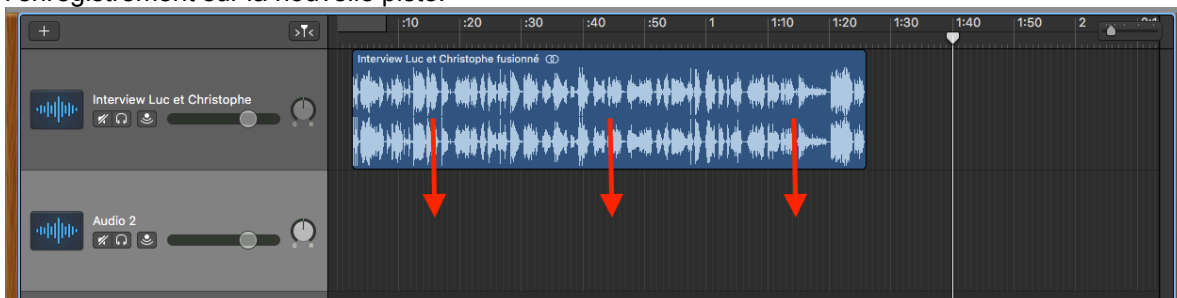 l'enregistrement sur la nouvelle piste.
:10 :20 :30 :40 :50 1 1:10 1:20 1:30 1:40 1:50 2
Interview Luc et Christophe fusionné
Interview Luc et Christophe
Audio 2